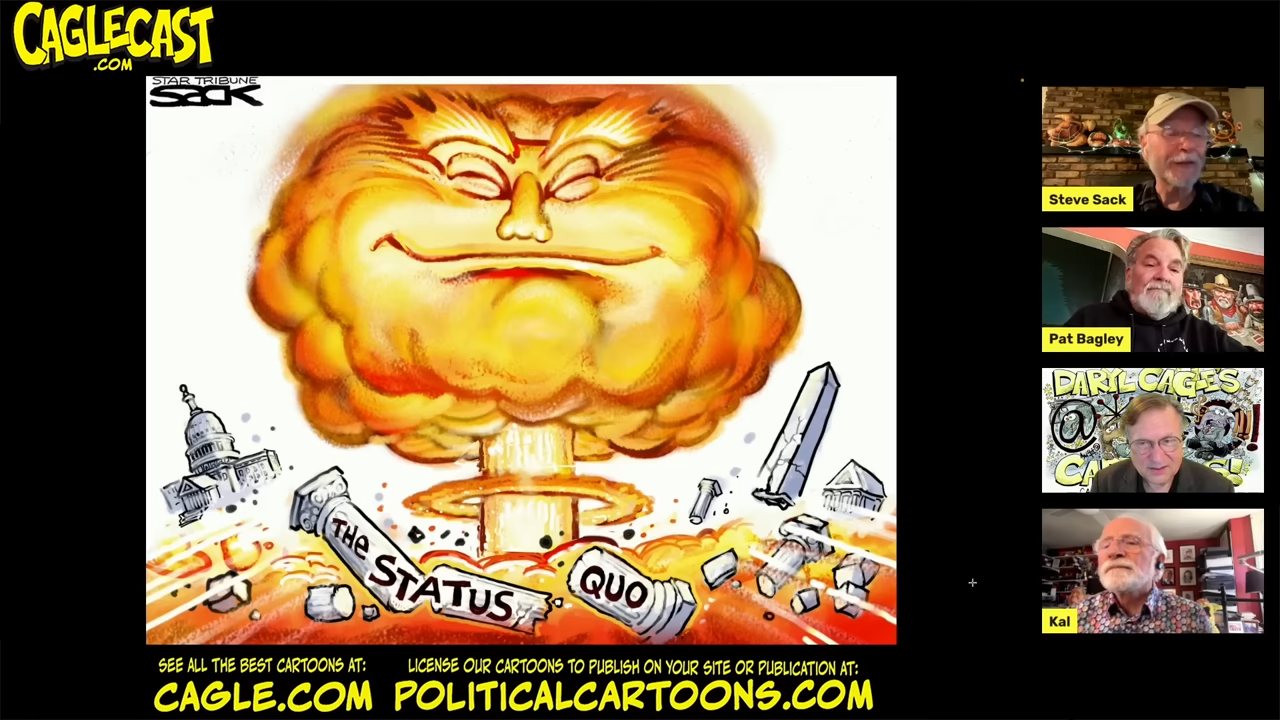 CAGLECAST
.COM
STAR TRIBUNE
SACK
THE
STATUS
QUO
Steve Sack
Pat Bagley
DARYL CAGLE'S
Kal
SEE ALL THE BEST CARTOONS AT:
CAGLE.COM
LICENSE OUR CARTOONS TO PUBLISH ON YOUR SITE OR PUBLICATION AT:
POLITICALCARTOONS.COM